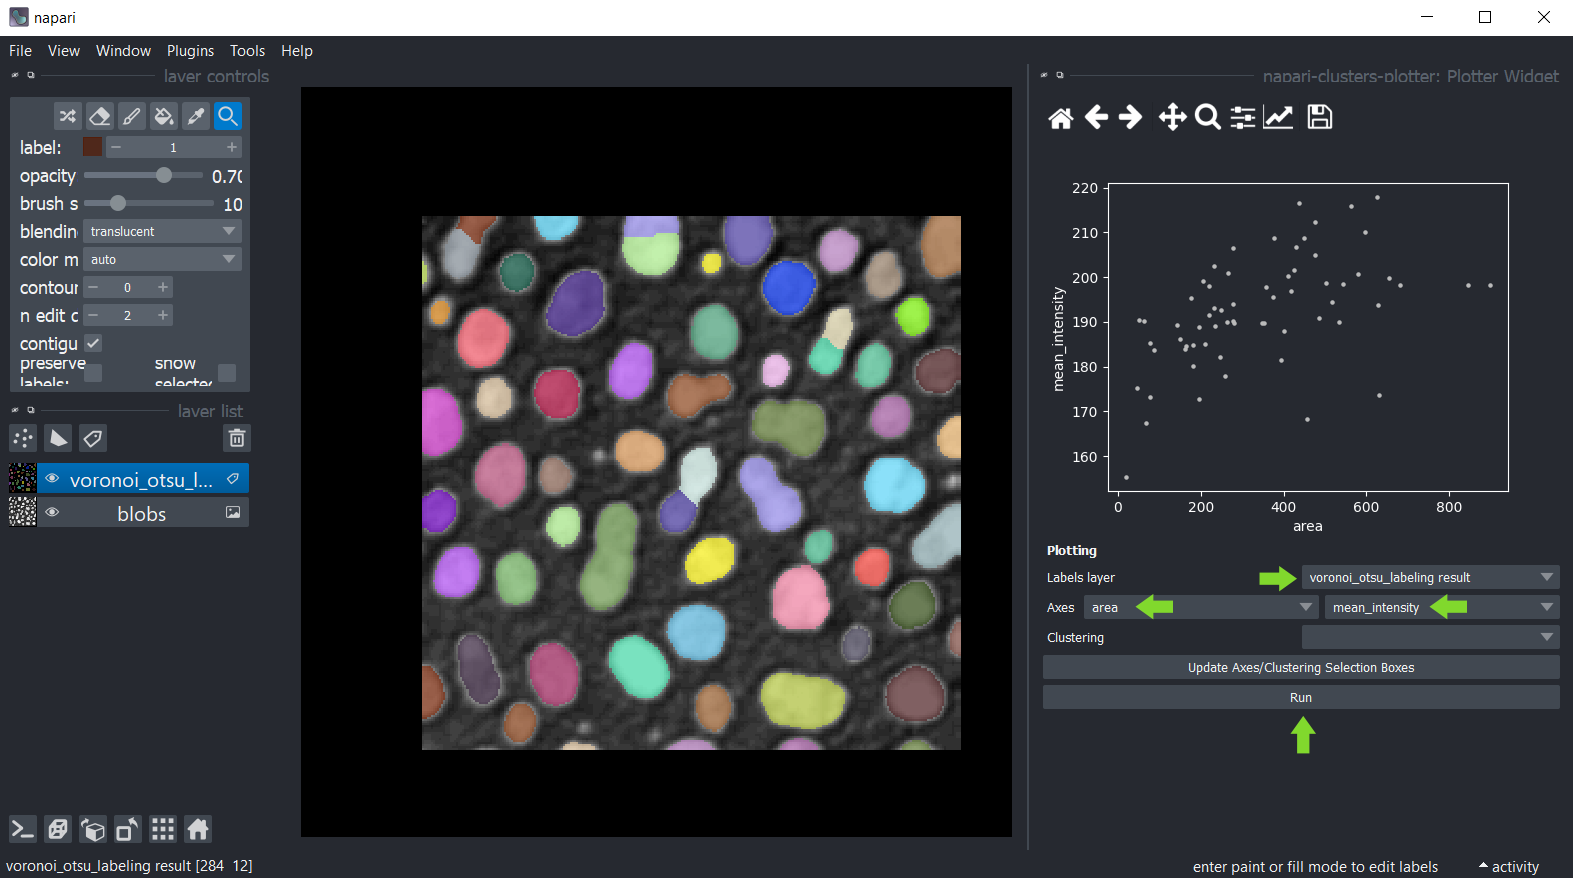 napari
File View Window Plugins Tools Help
layer controls
label: 1
opacity 0.70
brush s 10
blendin translucent
color m auto
contour 0
n edit c 2
contigu
preserve labels: show selected
layer list
voronoi_otsu_l...
blobs
napari-clusters-plotter: Plotter Widget
220
210
200
190
180
170
160
mean_intensity
0 200 400 600 800
area
Plotting
Labels layer voronoi_otsu_labeling result
Axes area mean_intensity
Clustering
Update Axes/Clustering Selection Boxes
Run
voronoi_otsu_labeling result [284 12]
enter paint or fill mode to edit labels activity